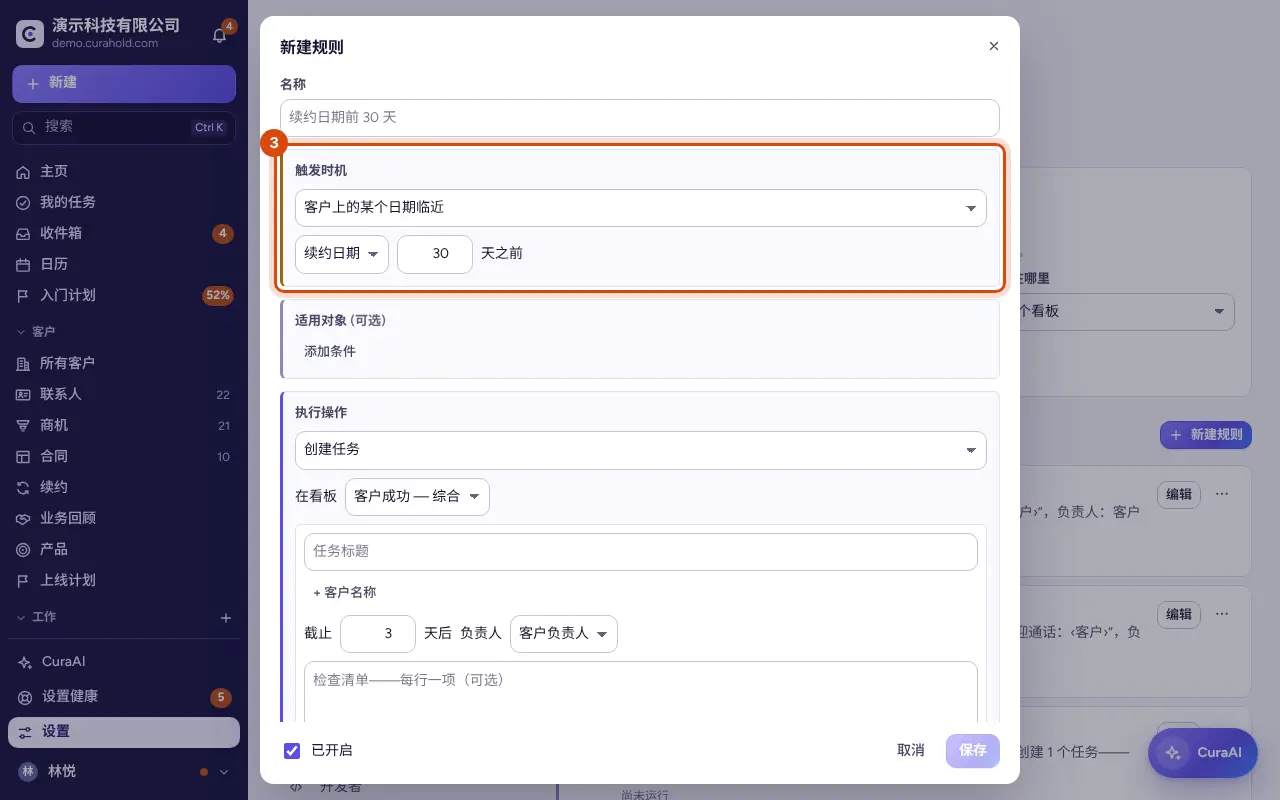 演示科技有限公司
demo.curahold.com
4
新建
搜索
Ctrl K
主页
我的任务
收件箱
4
日历
入门计划
52%
客户
所有客户
联系人
22
商机
21
合同
10
续约
业务回顾
产品
上线计划
工作
CuraAI
设置健康
5
设置
林
林悦
新建规则
名称
续约日期前 30 天
3
触发时机
客户上的某个日期临近
续约日期
30
天之前
适用对象 (可选)
添加条件
执行操作
创建任务
在看板
客户成功 — 综合
任务标题
+ 客户名称
截止
3
天后
负责人
客户负责人
检查清单——每行一项（可选）
已开启
取消
保存
哪里
个看板
新建规则
编辑
户›”，负责人：客户
编辑
迎通话：‹客户›”，负
创建 1 个任务——
CuraAI
开发者
尚未运行